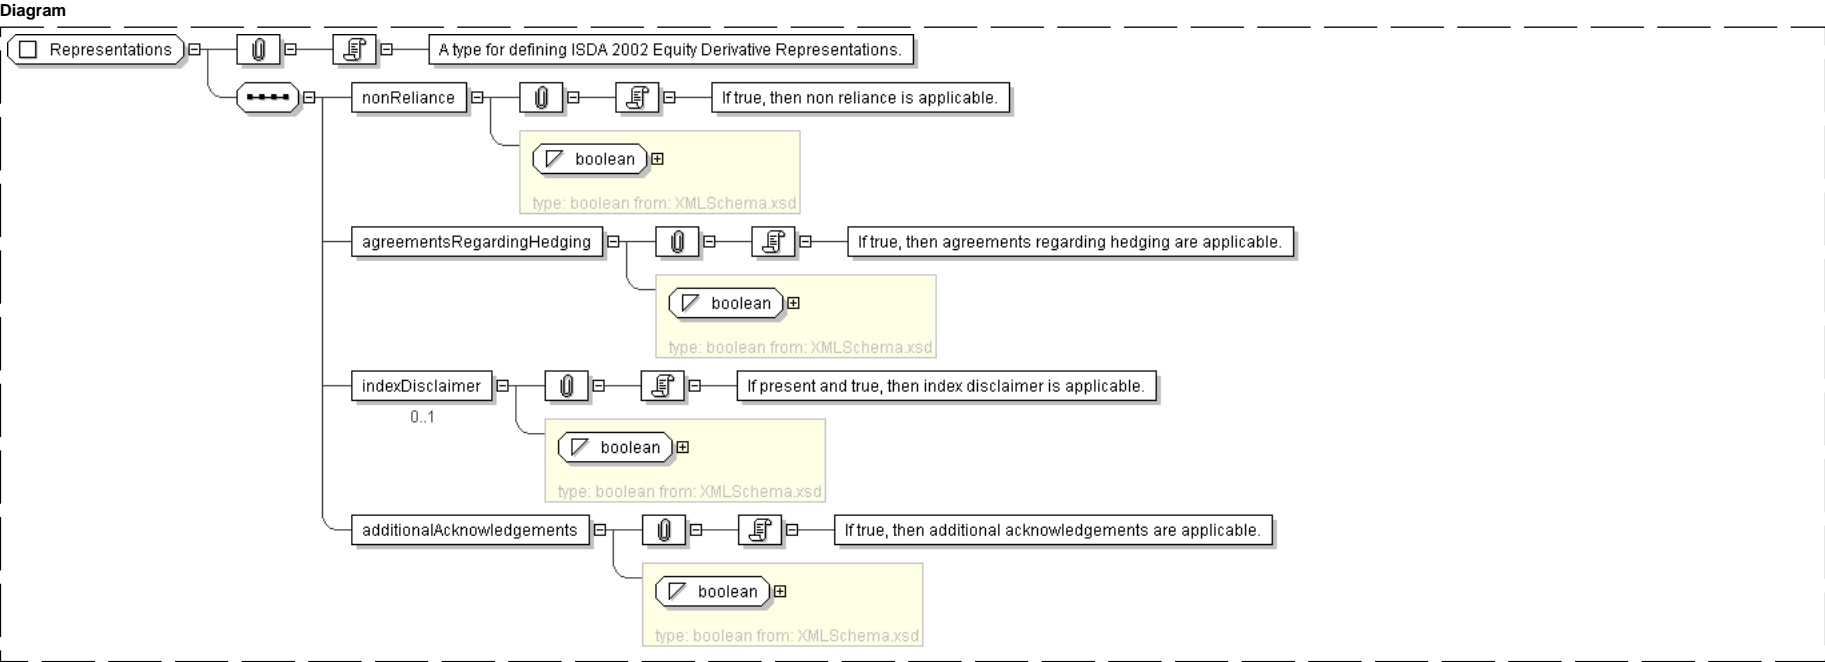 Diagram
Representations
A type for defining ISDA 2002 Equity Derivative Representations.
nonReliance
If true, then non reliance is applicable.
boolean
type: boolean from: XMLSchema.xsd
agreementsRegardingHedging
If true, then agreements regarding hedging are applicable.
boolean
type: boolean from: XMLSchema.xsd
indexDisclaimer
If present and true, then index disclaimer is applicable.
0..1
boolean
type: boolean from: XMLSchema.xsd
additionalAcknowledgements
If true, then additional acknowledgements are applicable.
boolean
type: boolean from: XMLSchema.xsd